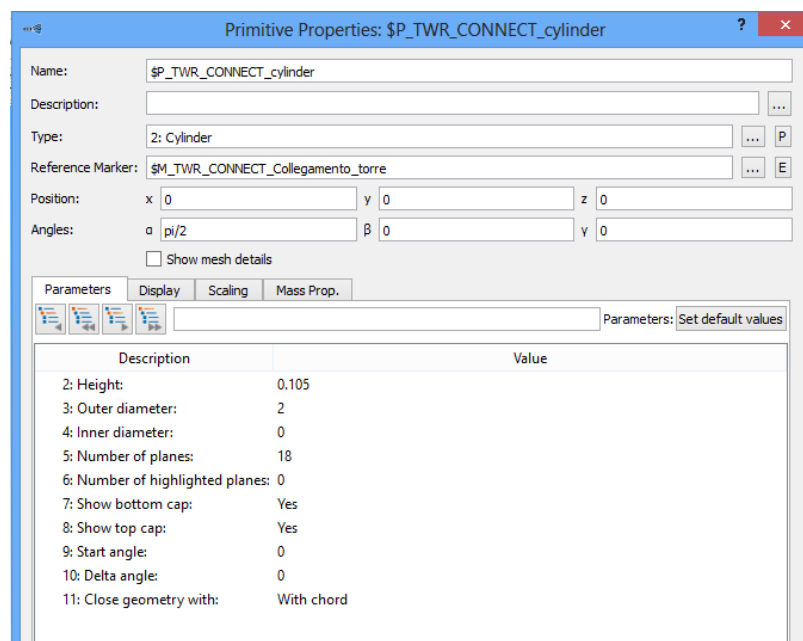 Primitive Properties: $P_TWR_CONNECT_cylinder ? ×
Name: $P_TWR_CONNECT_cylinder
Description: ...
Type: 2: Cylinder ... P
Reference Marker: $M_TWR_CONNECT_Collegamento_torre ... E
Position: x 0 y 0 z 0
Angles: α pi/2 β 0 γ 0
Show mesh details
Parameters Display Scaling Mass Prop.
Parameters: Set default values
Description Value
2: Height: 0.105
3: Outer diameter: 2
4: Inner diameter: 0
5: Number of planes: 18
6: Number of highlighted planes: 0
7: Show bottom cap: Yes
8: Show top cap: Yes
9: Start angle: 0
10: Delta angle: 0
11: Close geometry with: With chord